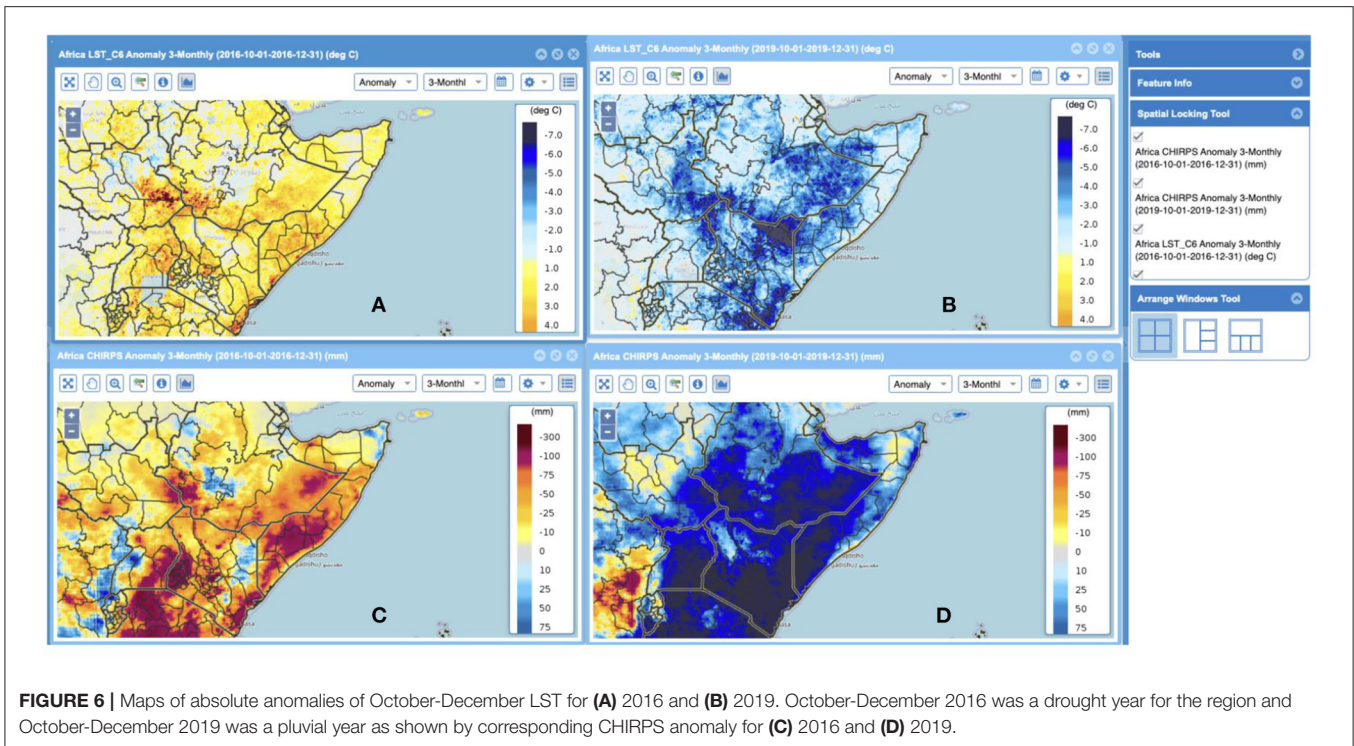 Africa LST_C6 Anomaly 3-Monthly (2016-10-01-2016-12-31) (deg C)
Anomaly
3-Monthl
(deg C)
-7.0
-6.0
-5.0
-4.0
-3.0
-2.0
-1.0
1.0
2.0
3.0
4.0
A
Africa LST_C6 Anomaly 3-Monthly (2019-10-01-2019-12-31) (deg C)
Anomaly
3-Monthl
(deg C)
-7.0
-6.0
-5.0
-4.0
-3.0
-2.0
-1.0
1.0
2.0
3.0
4.0
B
Tools
Feature Info
Spatial Locking Tool
Africa CHIRPS Anomaly 3-Monthly
(2016-10-01-2016-12-31) (mm)
Africa CHIRPS Anomaly 3-Monthly
(2019-10-01-2019-12-31) (mm)
Africa LST_C6 Anomaly 3-Monthly
(2016-10-01-2016-12-31) (deg C)
Arrange Windows Tool
Africa CHIRPS Anomaly 3-Monthly (2016-10-01-2016-12-31) (mm)
Anomaly
3-Monthl
(mm)
-300
-100
-75
-50
-10
0
10
25
50
75
C
Africa CHIRPS Anomaly 3-Monthly (2019-10-01-2019-12-31) (mm)
Anomaly
3-Monthl
(mm)
-300
-100
-75
-50
-10
0
10
25
50
75
D
FIGURE 6 | Maps of absolute anomalies of October-December LST for (A) 2016 and (B) 2019. October-December 2016 was a drought year for the region and
October-December 2019 was a pluvial year as shown by corresponding CHIRPS anomaly for (C) 2016 and (D) 2019.